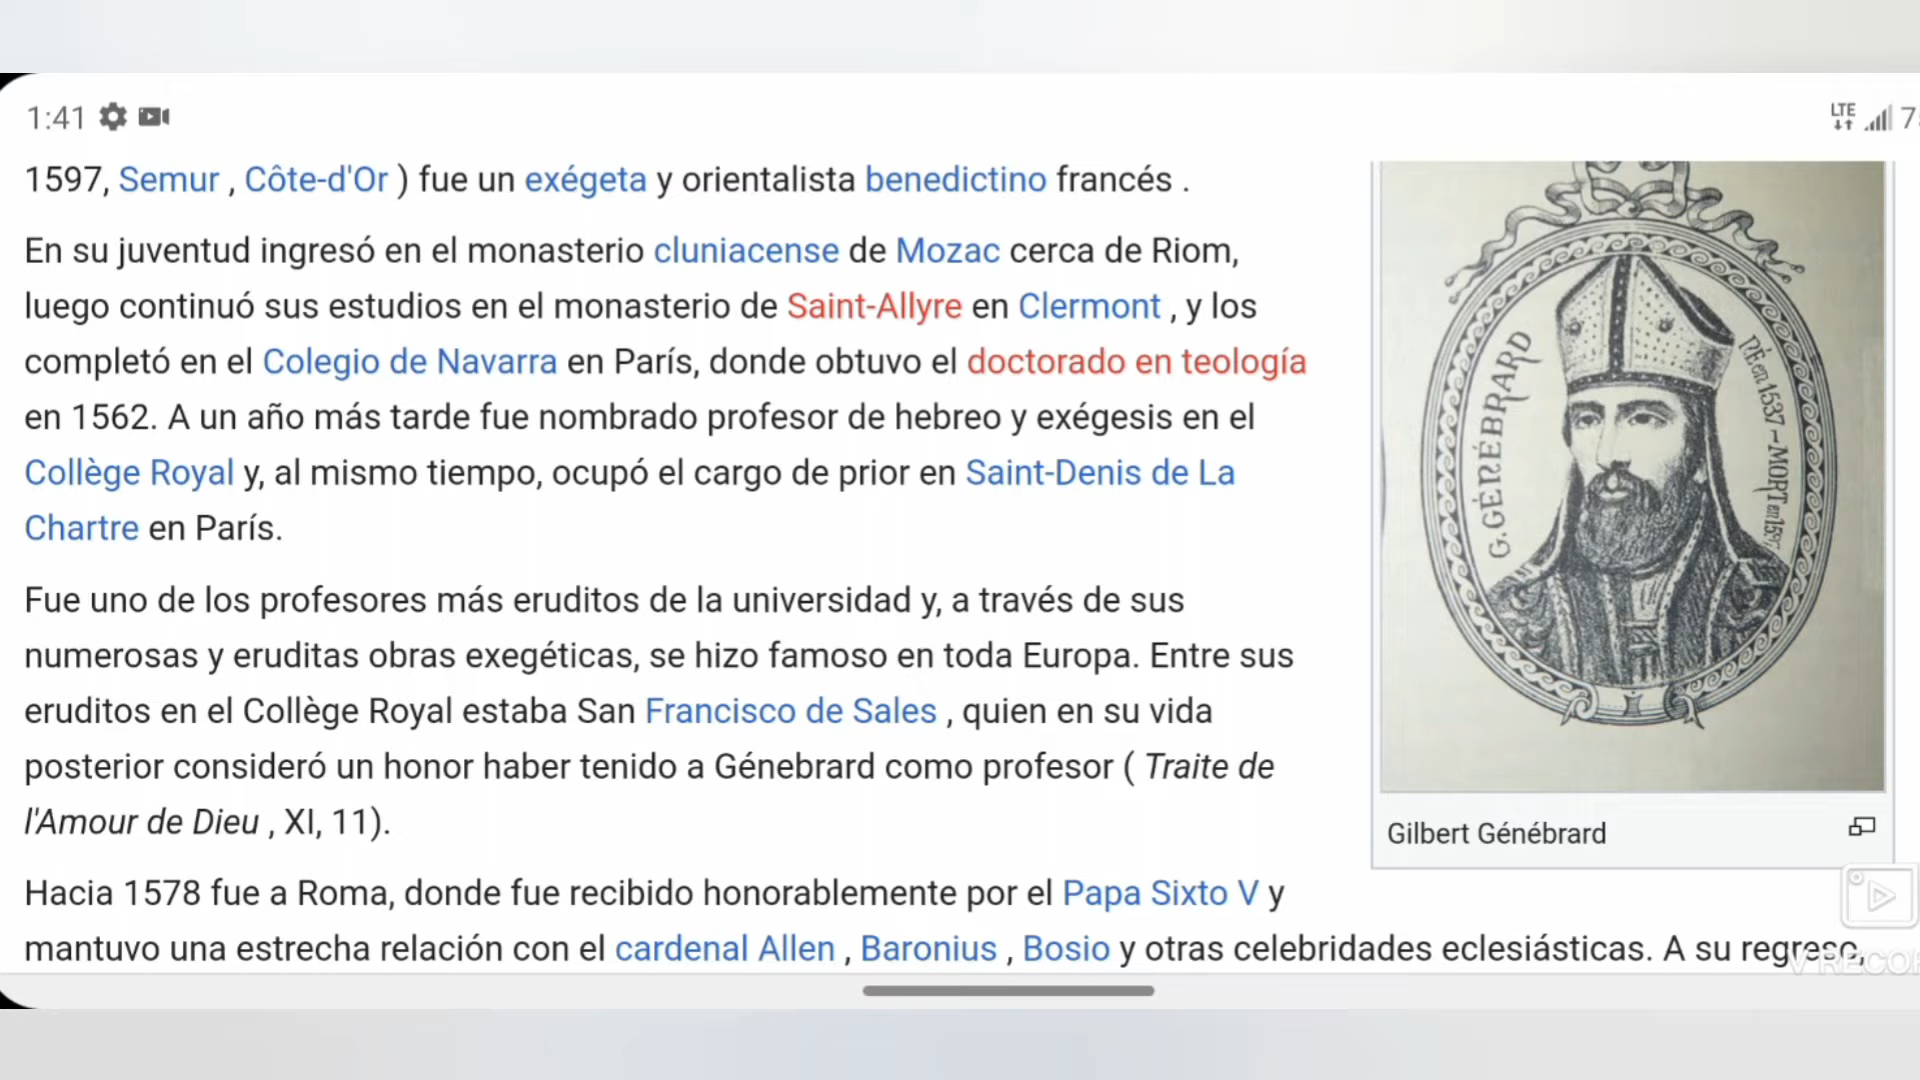 1:41
LTE
1597, Semur , Côte-d'Or ) fue un exégeta y orientalista benedictino francés .
En su juventud ingresó en el monasterio cluniacense de Mozac cerca de Riom,
luego continuó sus estudios en el monasterio de Saint-Allyre en Clermont , y los
completó en el Colegio de Navarra en París, donde obtuvo el doctorado en teología
en 1562. A un año más tarde fue nombrado profesor de hebreo y exégesis en el
Collège Royal y, al mismo tiempo, ocupó el cargo de prior en Saint-Denis de La
Chartre en París.
Fue uno de los profesores más eruditos de la universidad y, a través de sus
numerosas y eruditas obras exegéticas, se hizo famoso en toda Europa. Entre sus
eruditos en el Collège Royal estaba San Francisco de Sales , quien en su vida
posterior consideró un honor haber tenido a Génebrard como profesor ( Traite de
l'Amour de Dieu , XI, 11).
Hacia 1578 fue a Roma, donde fue recibido honorablemente por el Papa Sixto V y
mantuvo una estrecha relación con el cardenal Allen , Baronius , Bosio y otras celebridades eclesiásticas. A su regreso,
G. GÉNÉBRARD
NÉ en 1537 - MORT en 1597
Gilbert Génébrard